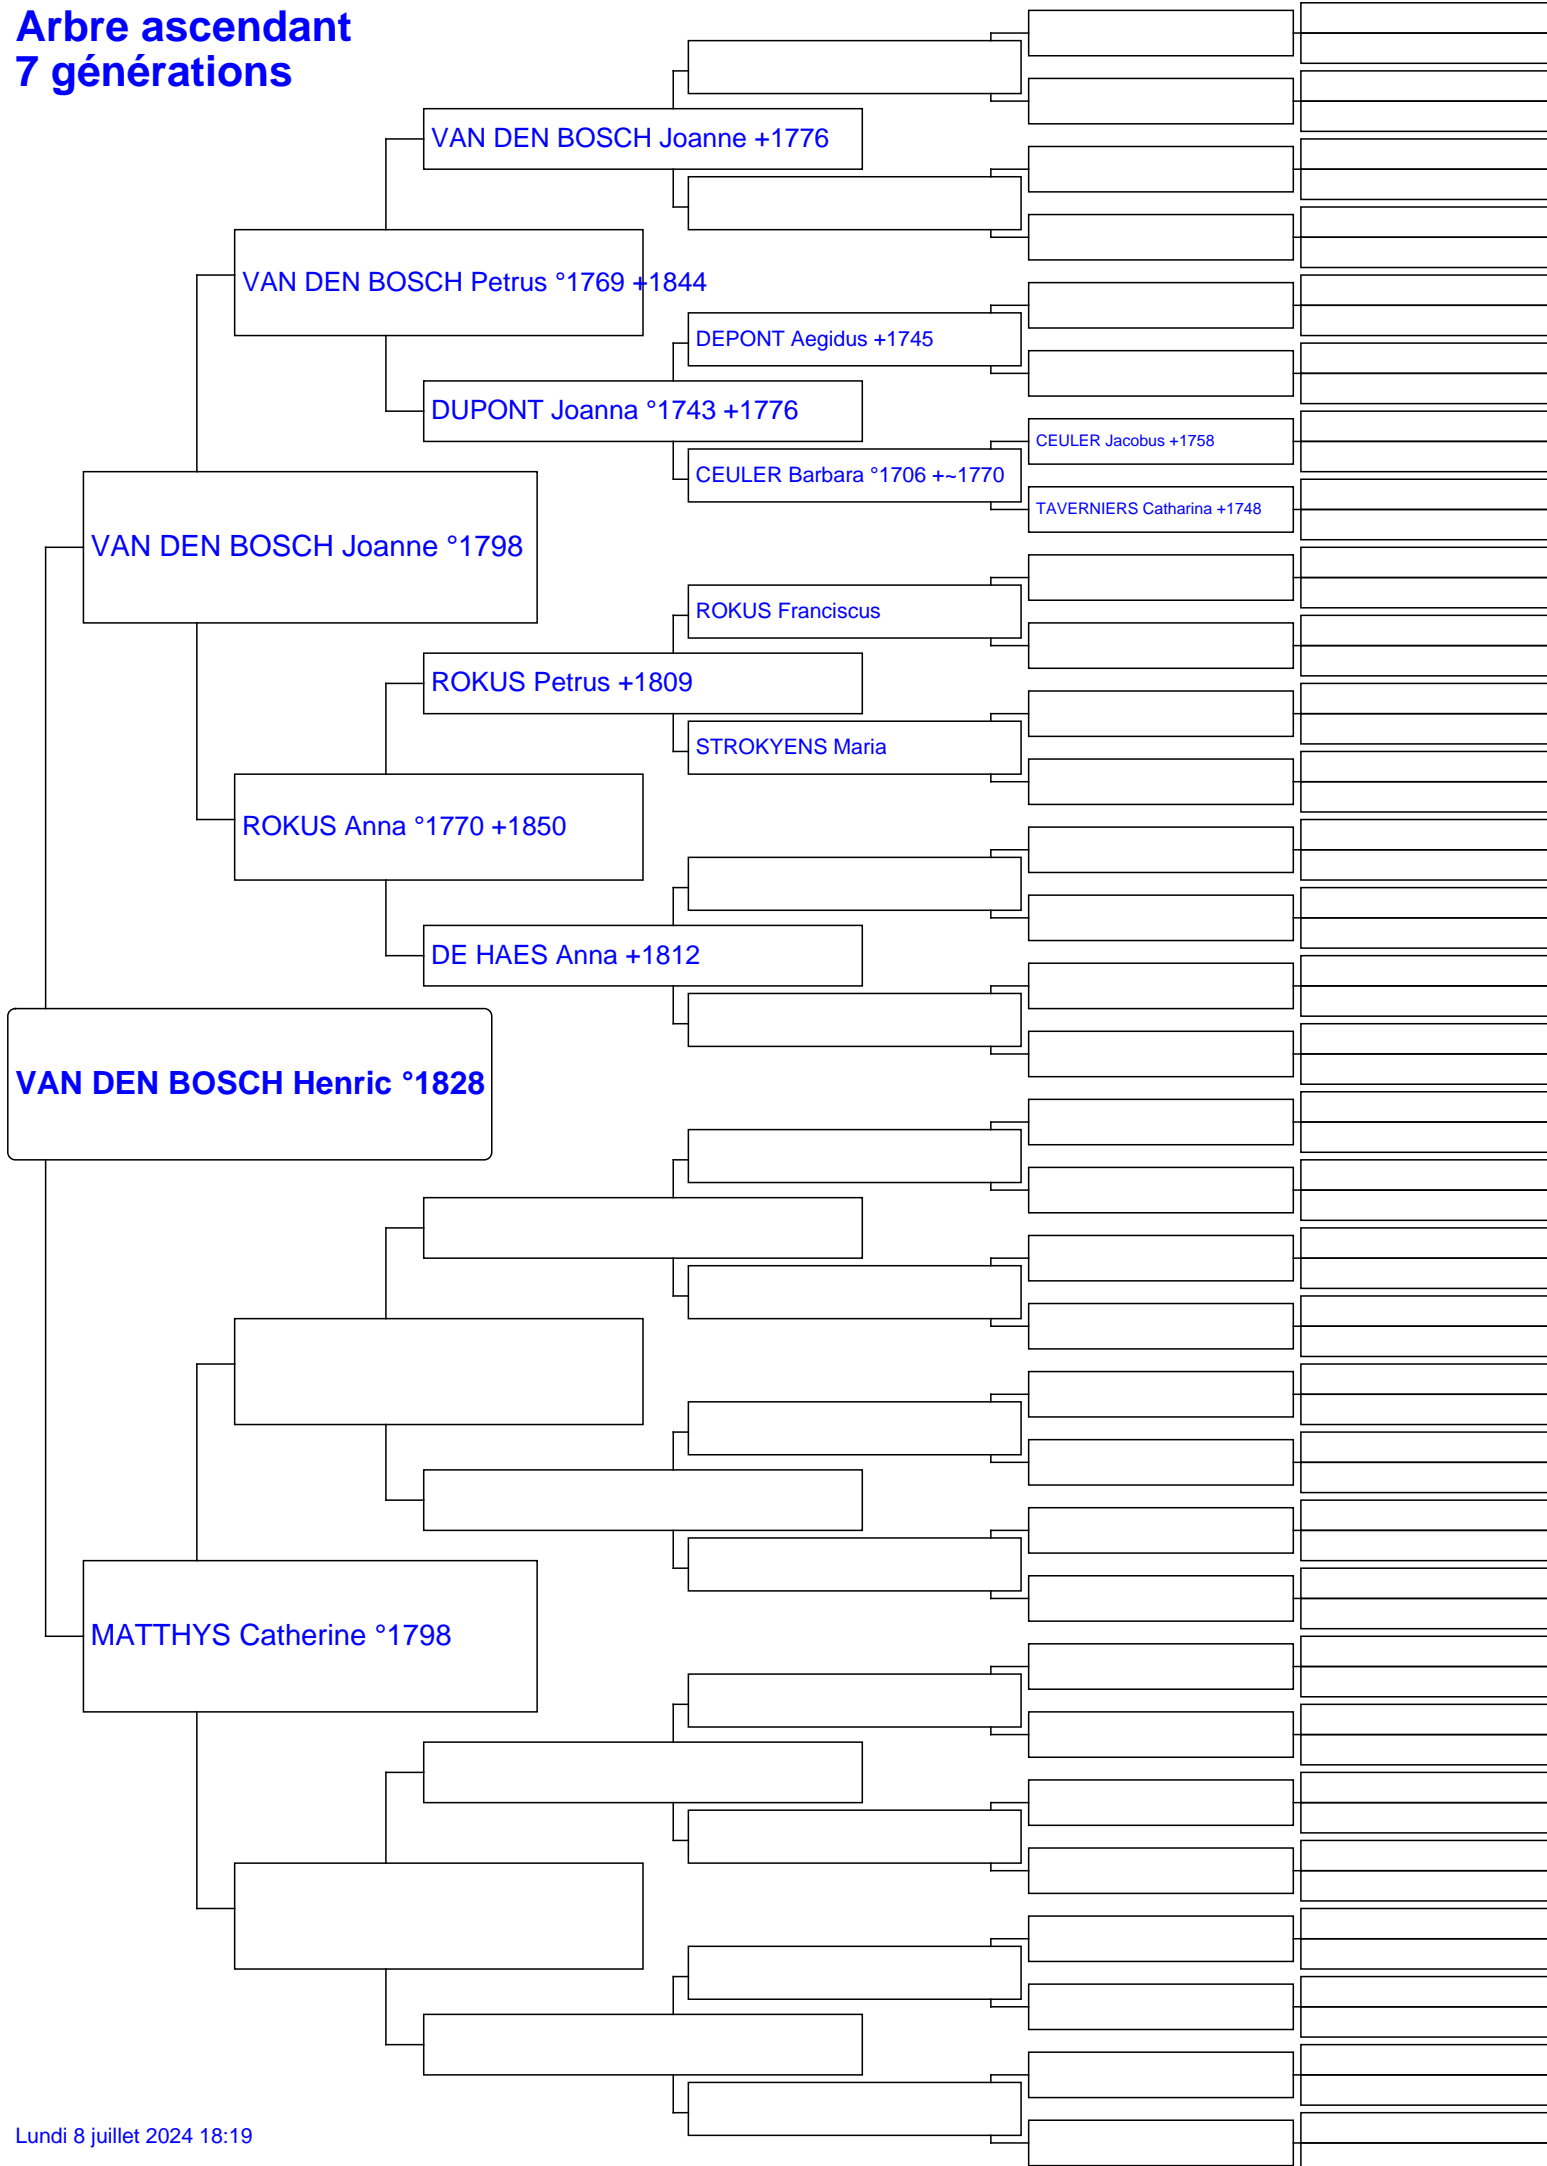 Arbre ascendant
7 générations
VAN DEN BOSCH Joanne +1776
VAN DEN BOSCH Petrus °1769 +1844
DEPONT Aegidus +1745
DUPONT Joanna °1743 +1776
CEULER Jacobus +1758
CEULER Barbara °1706 +~1770
TAVERNIERS Catharina +1748
VAN DEN BOSCH Joanne °1798
ROKUS Franciscus
ROKUS Petrus +1809
STROKYENS Maria
ROKUS Anna °1770 +1850
DE HAES Anna +1812
VAN DEN BOSCH Henric °1828
MATTHYS Catherine °1798
Lundi 8 juillet 2024 18:19